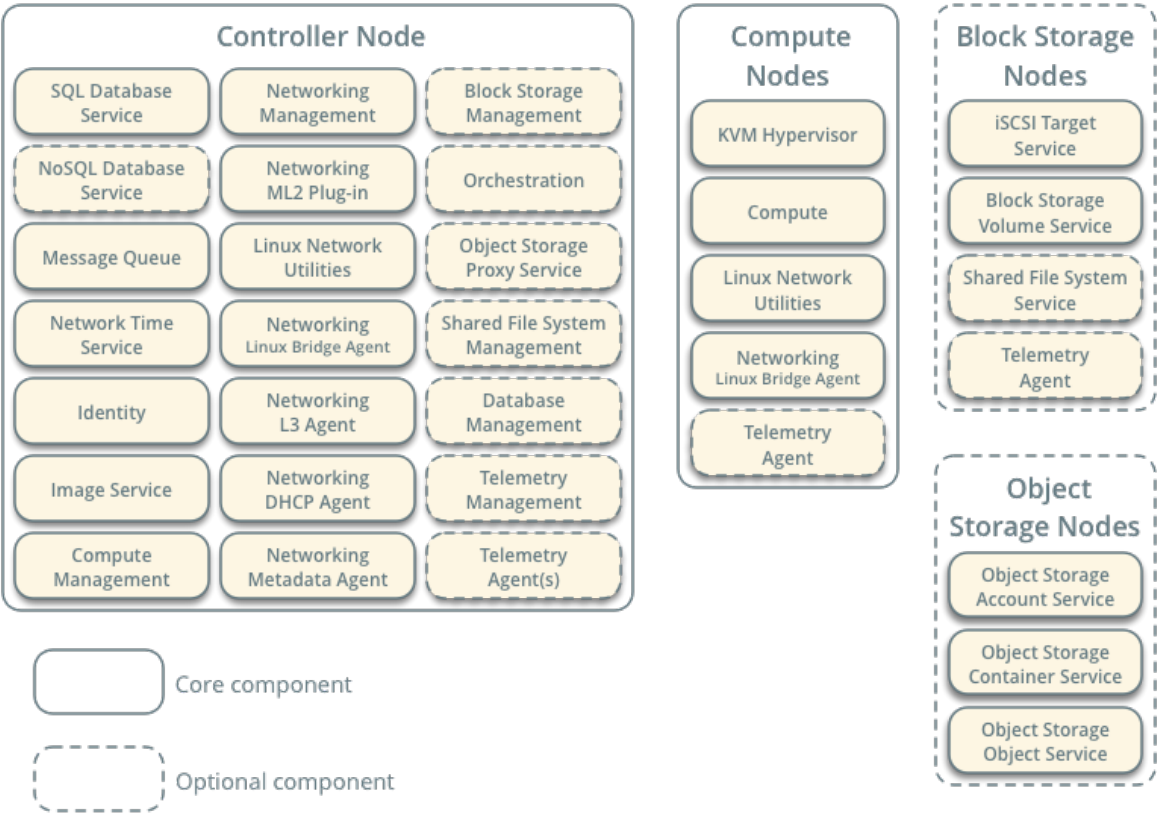 Controller Node
SQL Database
Service
NoSQL Database
Service
Message Queue
Network Time
Service
Identity
Image Service
Compute
Management
Networking
Management
Networking
ML2 Plug-in
Linux Network
Utilities
Networking
Linux Bridge Agent
Networking
L3 Agent
Networking
DHCP Agent
Networking
Metadata Agent
Block Storage
Management
Orchestration
Object Storage
Proxy Service
Shared File System
Management
Database
Management
Telemetry
Management
Telemetry
Agent(s)
Compute
Nodes
KVM Hypervisor
Compute
Linux Network
Utilities
Networking
Linux Bridge Agent
Telemetry
Agent
Block Storage
Nodes
iSCSI Target
Service
Block Storage
Volume Service
Shared File System
Service
Telemetry
Agent
Object
Storage Nodes
Object Storage
Account Service
Object Storage
Container Service
Object Storage
Object Service
Core component
Optional component